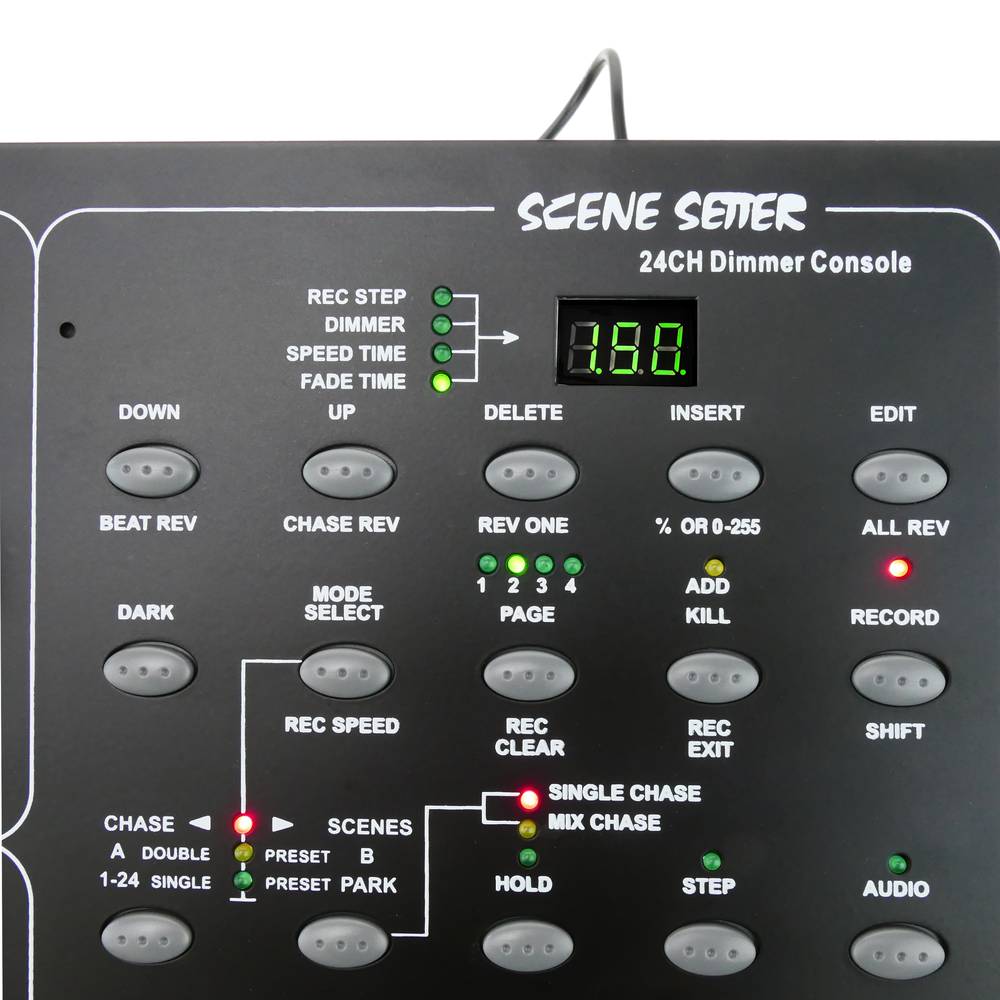 SCENE SETTER
24CH Dimmer Console
REC STEP
DIMMER
SPEED TIME
FADE TIME
1.50.
DOWN UP DELETE INSERT EDIT
BEAT REV CHASE REV REV ONE % OR 0-255 ALL REV
1 2 3 4
DARK MODE SELECT PAGE ADD KILL RECORD
REC SPEED REC CLEAR REC EXIT SHIFT
SINGLE CHASE
MIX CHASE
CHASE SCENES
A DOUBLE PRESET B
1-24 SINGLE PRESET PARK
HOLD STEP AUDIO